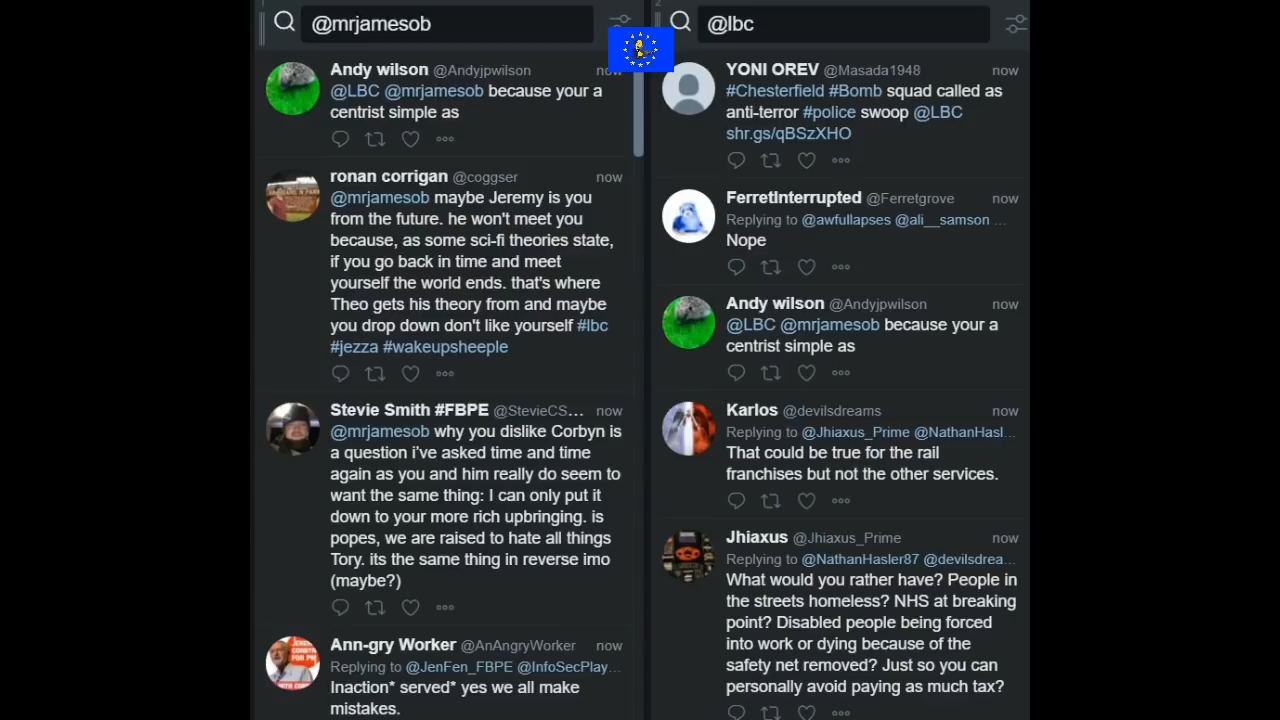 1
@mrjamesob
Andy wilson @Andyjpwilson now
@LBC @mrjamesob because your a
centrist simple as
ronan corrigan @coggser now
@mrjamesob maybe Jeremy is you
from the future. he won't meet you
because, as some sci-fi theories state,
if you go back in time and meet
yourself the world ends. that's where
Theo gets his theory from and maybe
you drop down don't like yourself #lbc
#jezza #wakeupsheeple
Stevie Smith #FBPE @StevieCS... now
@mrjamesob why you dislike Corbyn is
a question i've asked time and time
again as you and him really do seem to
want the same thing: I can only put it
down to your more rich upbringing. is
popes, we are raised to hate all things
Tory. its the same thing in reverse imo
(maybe?)
Ann-gry Worker @AnAngryWorker now
Replying to @JenFen_FBPE @InfoSecPlay...
Inaction* served* yes we all make
mistakes.
2
@lbc
YONI OREV @Masada1948 now
#Chesterfield #Bomb squad called as
anti-terror #police swoop @LBC
shr.gs/qBSzXHO
FerretInterrupted @Ferretgrove now
Replying to @awfullapses @ali__samson ...
Nope
Andy wilson @Andyjpwilson now
@LBC @mrjamesob because your a
centrist simple as
Karlos @devilsdreams now
Replying to @Jhiaxus_Prime @NathanHasl...
That could be true for the rail
franchises but not the other services.
Jhiaxus @Jhiaxus_Prime now
Replying to @NathanHasler87 @devilsdrea...
What would you rather have? People in
the streets homeless? NHS at breaking
point? Disabled people being forced
into work or dying because of the
safety net removed? Just so you can
personally avoid paying as much tax?